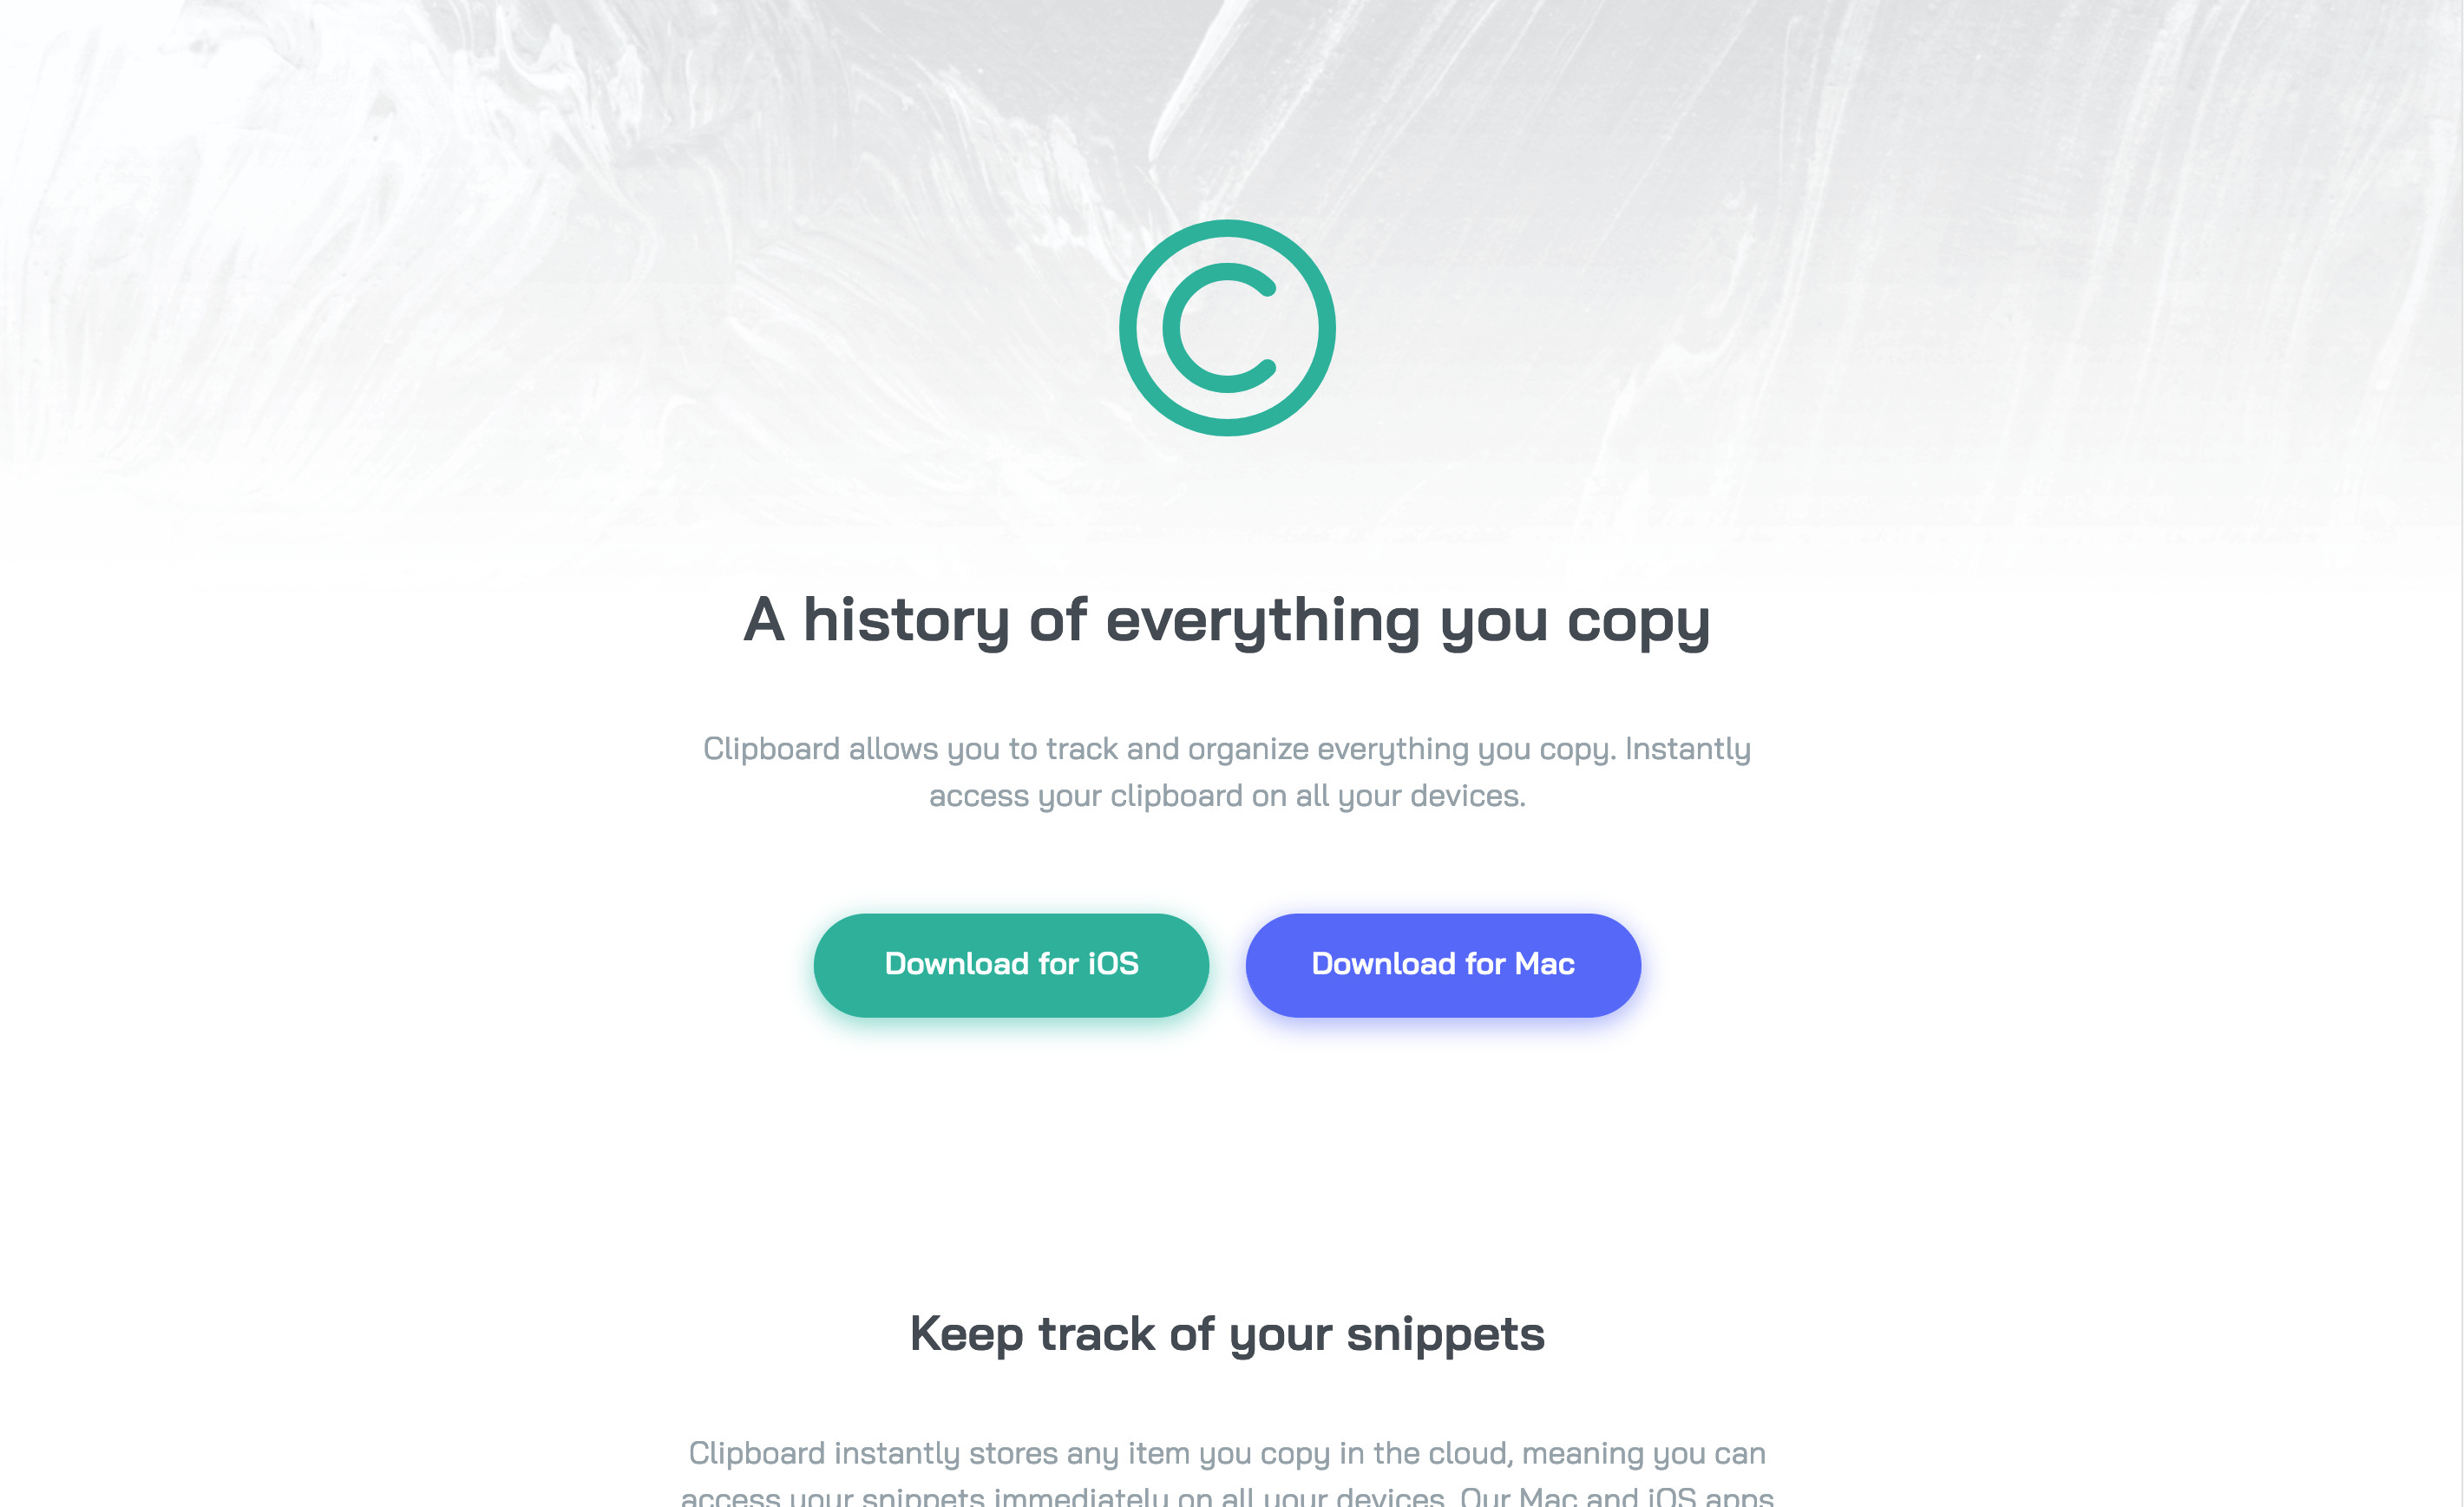 ©
A history of everything you copy
Clipboard allows you to track and organize everything you copy. Instantly
access your clipboard on all your devices.
Download for iOS
Download for Mac
Keep track of your snippets
Clipboard instantly stores any item you copy in the cloud, meaning you can
access your snippets immediately on all your devices. Our Mac and iOS apps